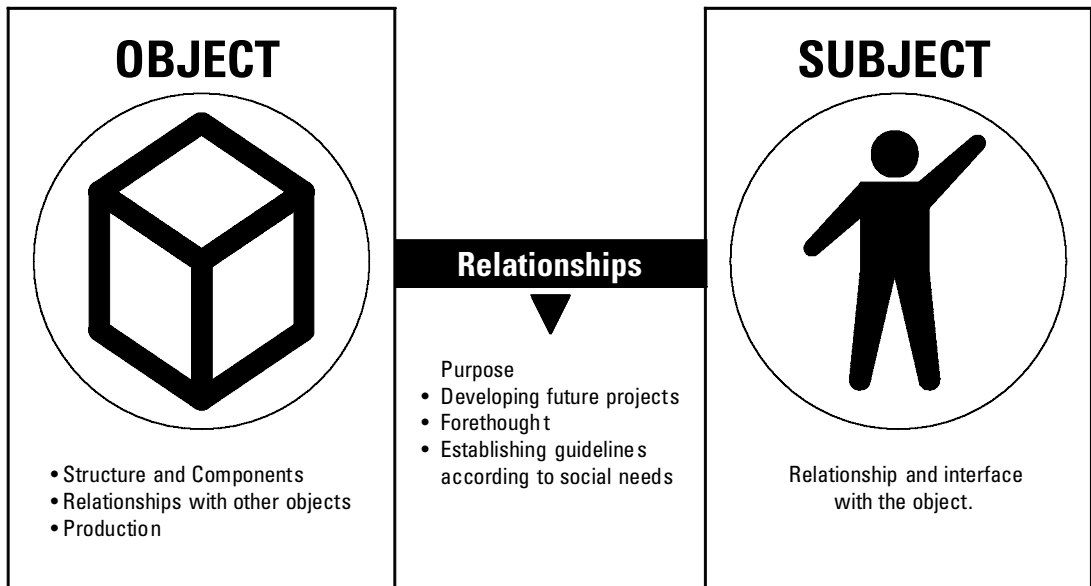 OBJECT
• Structure and Components
• Relationships with other objects
• Production
Relationships
Purpose
• Developing future projects
• Forethought
• Establishing guidelines
according to social needs
SUBJECT
Relationship and interface
with the object.